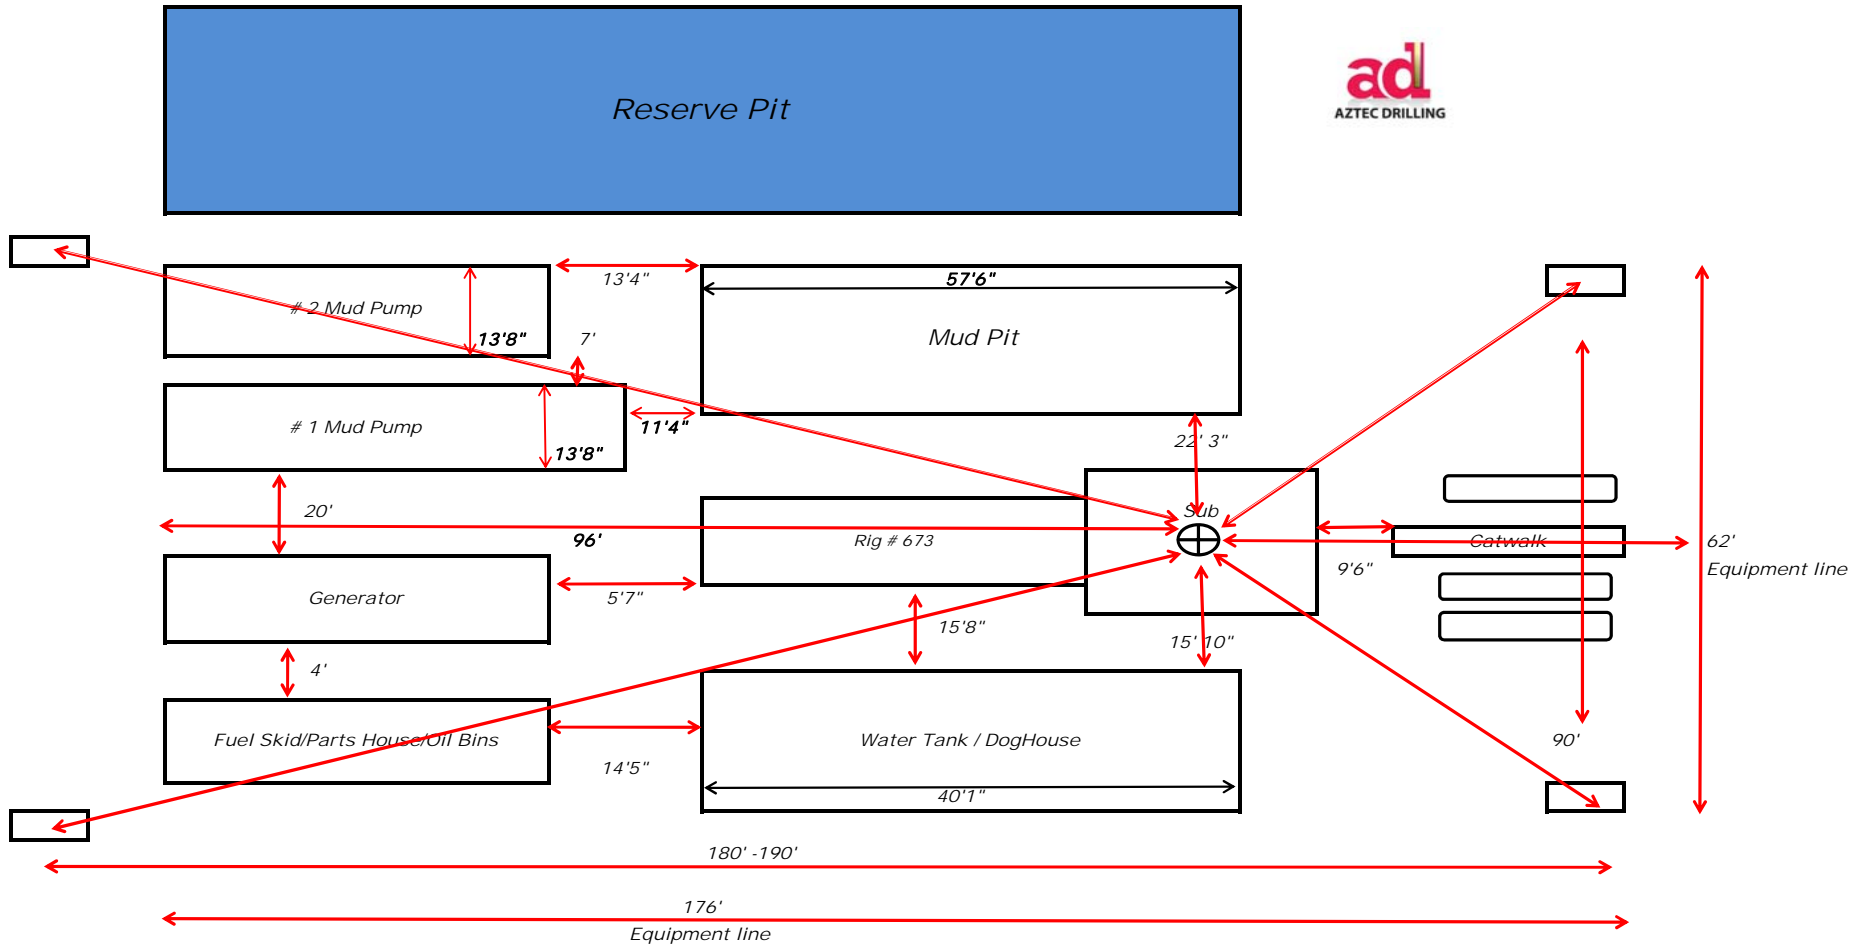 Reserve Pit
ad
AZTEC DRILLING
13'4"
57'6"
# 2 Mud Pump
13'8"
7'
Mud Pit
# 1 Mud Pump
11'4"
13'8"
22' 3"
20'
Sub
96'
Rig # 673
Catwalk
62'
Equipment line
9'6"
Generator
5'7"
15'8"
15' 10"
4'
Fuel Skid/Parts House/Oil Bins
Water Tank / DogHouse
90'
14'5"
40'1"
180' -190'
176'
Equipment line